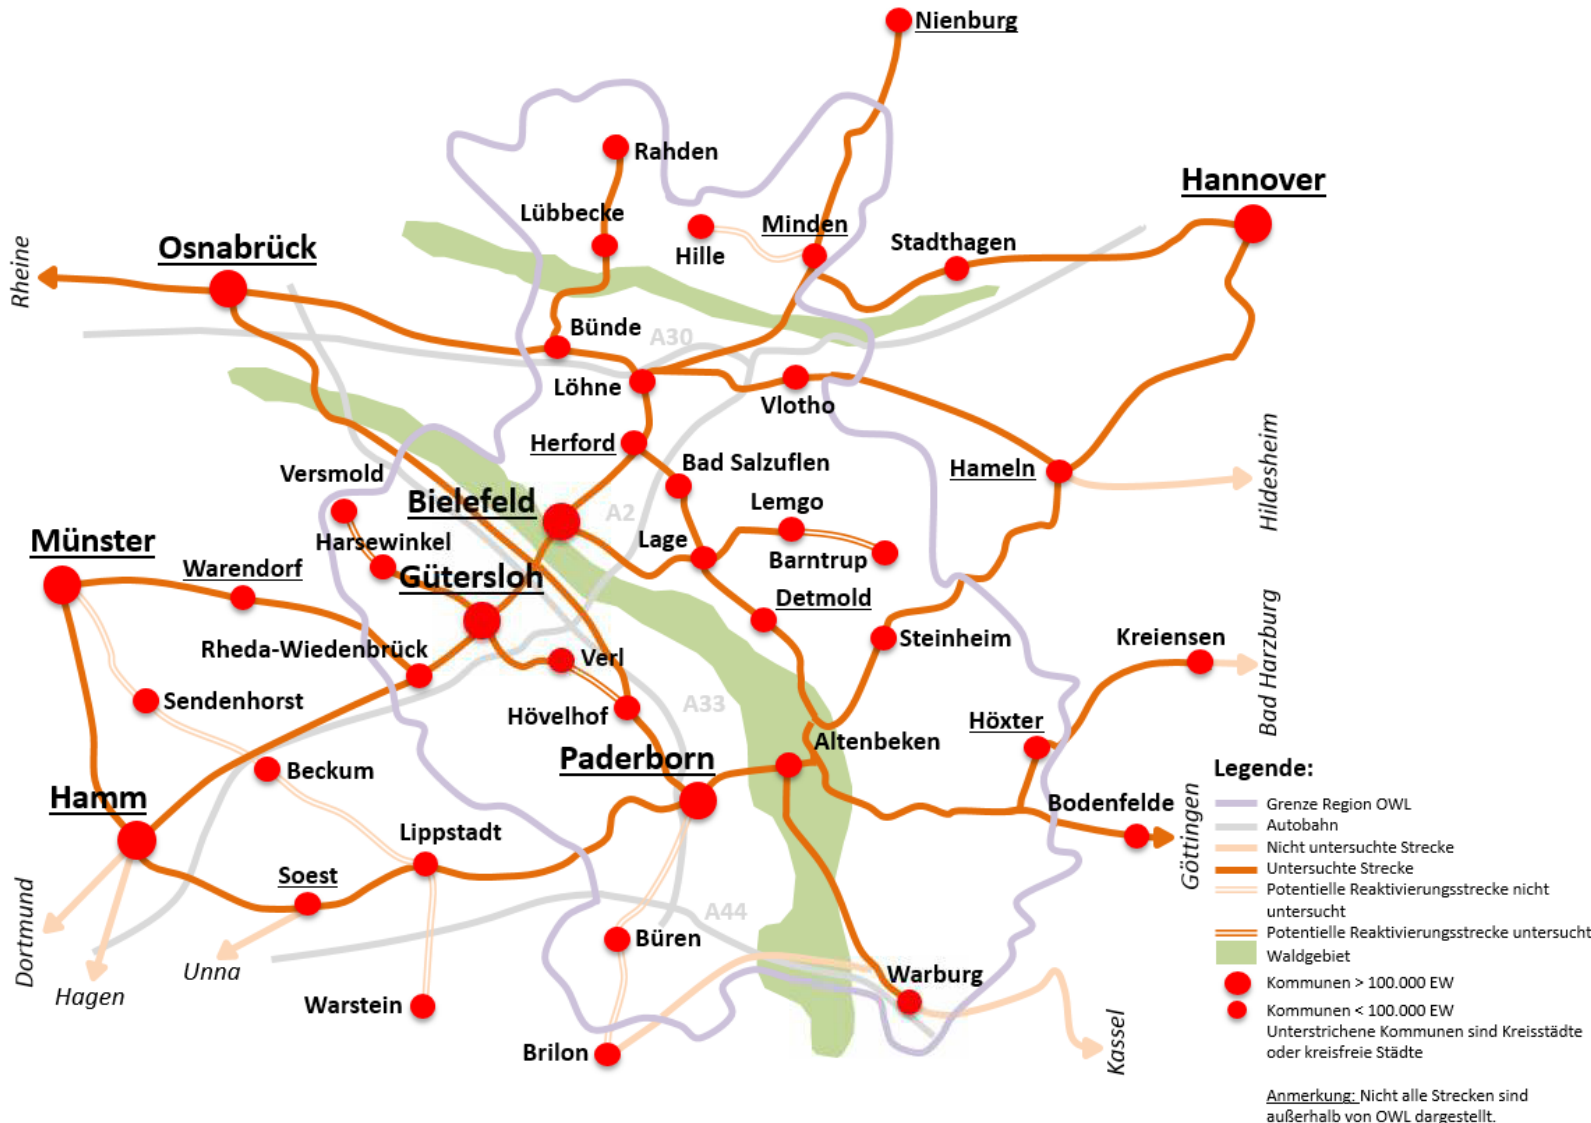 Nienburg
Rahden
Hannover
Lübbecke
Minden
Stadthagen
Osnabrück
Hille
Rheine
Bünde
A30
Löhne
Vlotho
Herford
Bad Salzuflen
Hameln
Hildesheim
Versmold
Bielefeld
A2
Lemgo
Harsewinkel
Lage
Barntrup
Münster
Warendorf
Gütersloh
Detmold
Steinheim
Kreiensen
Bad Harzburg
Rheda-Wiedenbrück
Verl
Sendenhorst
Hövelhof
A33
Höxter
Altenbeken
Paderborn
Beckum
Hamm
Lippstadt
Bodenfelde
Göttingen
Soest
A44
Dortmund
Unna
Hagen
Büren
Warburg
Warstein
Brilon
Kassel
Legende:
Grenze Region OWL
Autobahn
Nicht untersuchte Strecke
Untersuchte Strecke
Potentielle Reaktivierungsstrecke nicht
untersucht
Potentielle Reaktivierungsstrecke untersucht
Waldgebiet
Kommunen > 100.000 EW
Kommunen < 100.000 EW
Unterstrichene Kommunen sind Kreisstädte
oder kreisfreie Städte
Anmerkung: Nicht alle Strecken sind
außerhalb von OWL dargestellt.